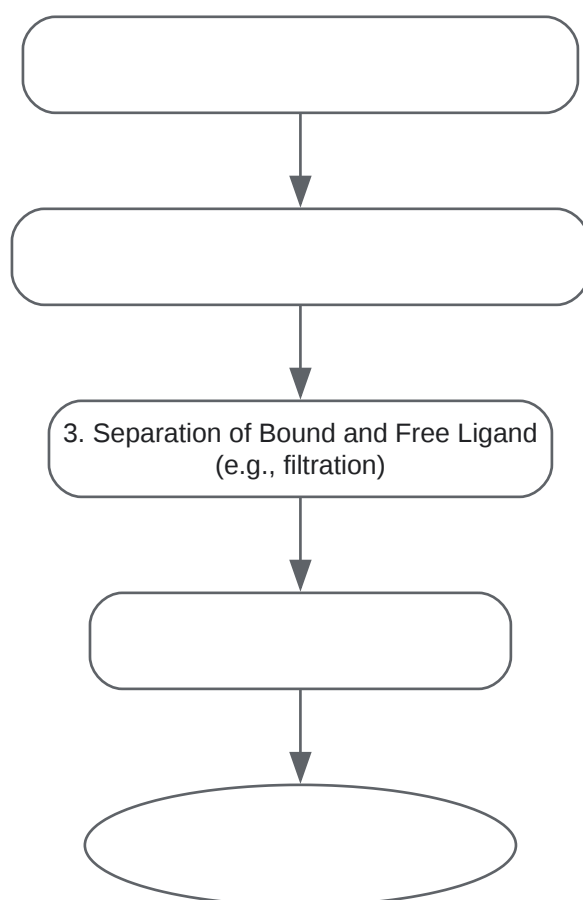 3. Separation of Bound and Free Ligand
(e.g., filtration)